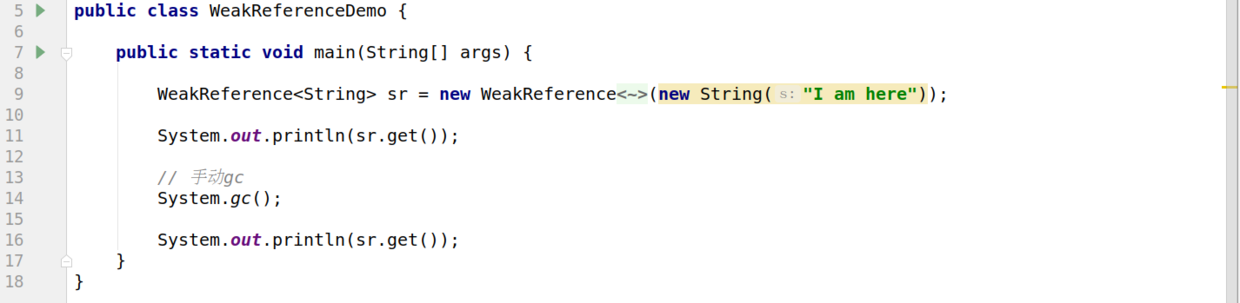 5 public class WeakReferenceDemo {
6
7 public static void main(String[] args) {
8
9 WeakReference<String> sr = new WeakReference<~>(new String( s: "I am here"));
10
11 System.out.println(sr.get());
12
13 // 手动gc
14 System.gc();
15
16 System.out.println(sr.get());
17 }
18 }